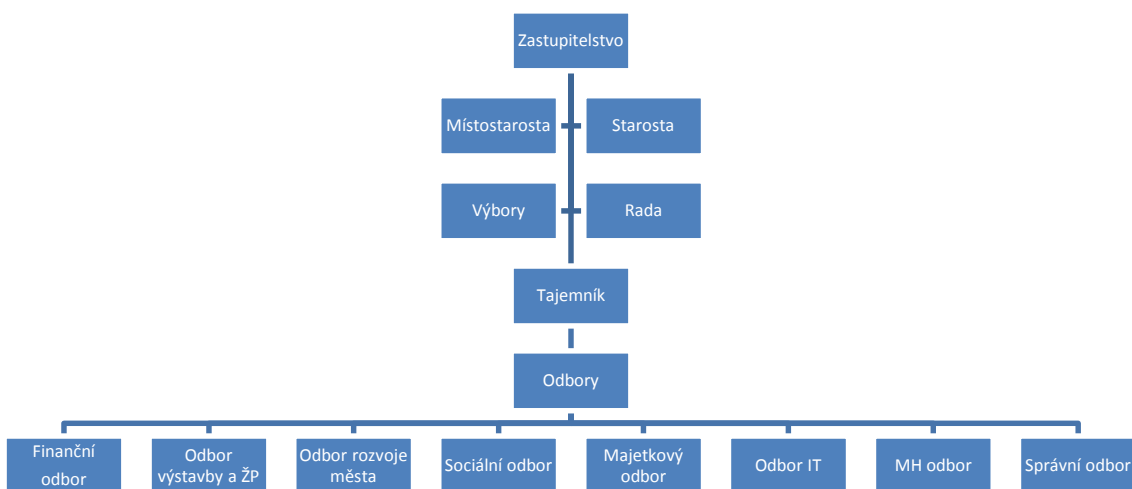 Zastupitelstvo
Místostarosta
Starosta
Výbory
Rada
Tajemník
Odbory
Finanční
odbor
Odbor
výstavby a ŽP
Odbor rozvoje
města
Sociální odbor
Majetkový
odbor
Odbor IT
MH odbor
Správní odbor